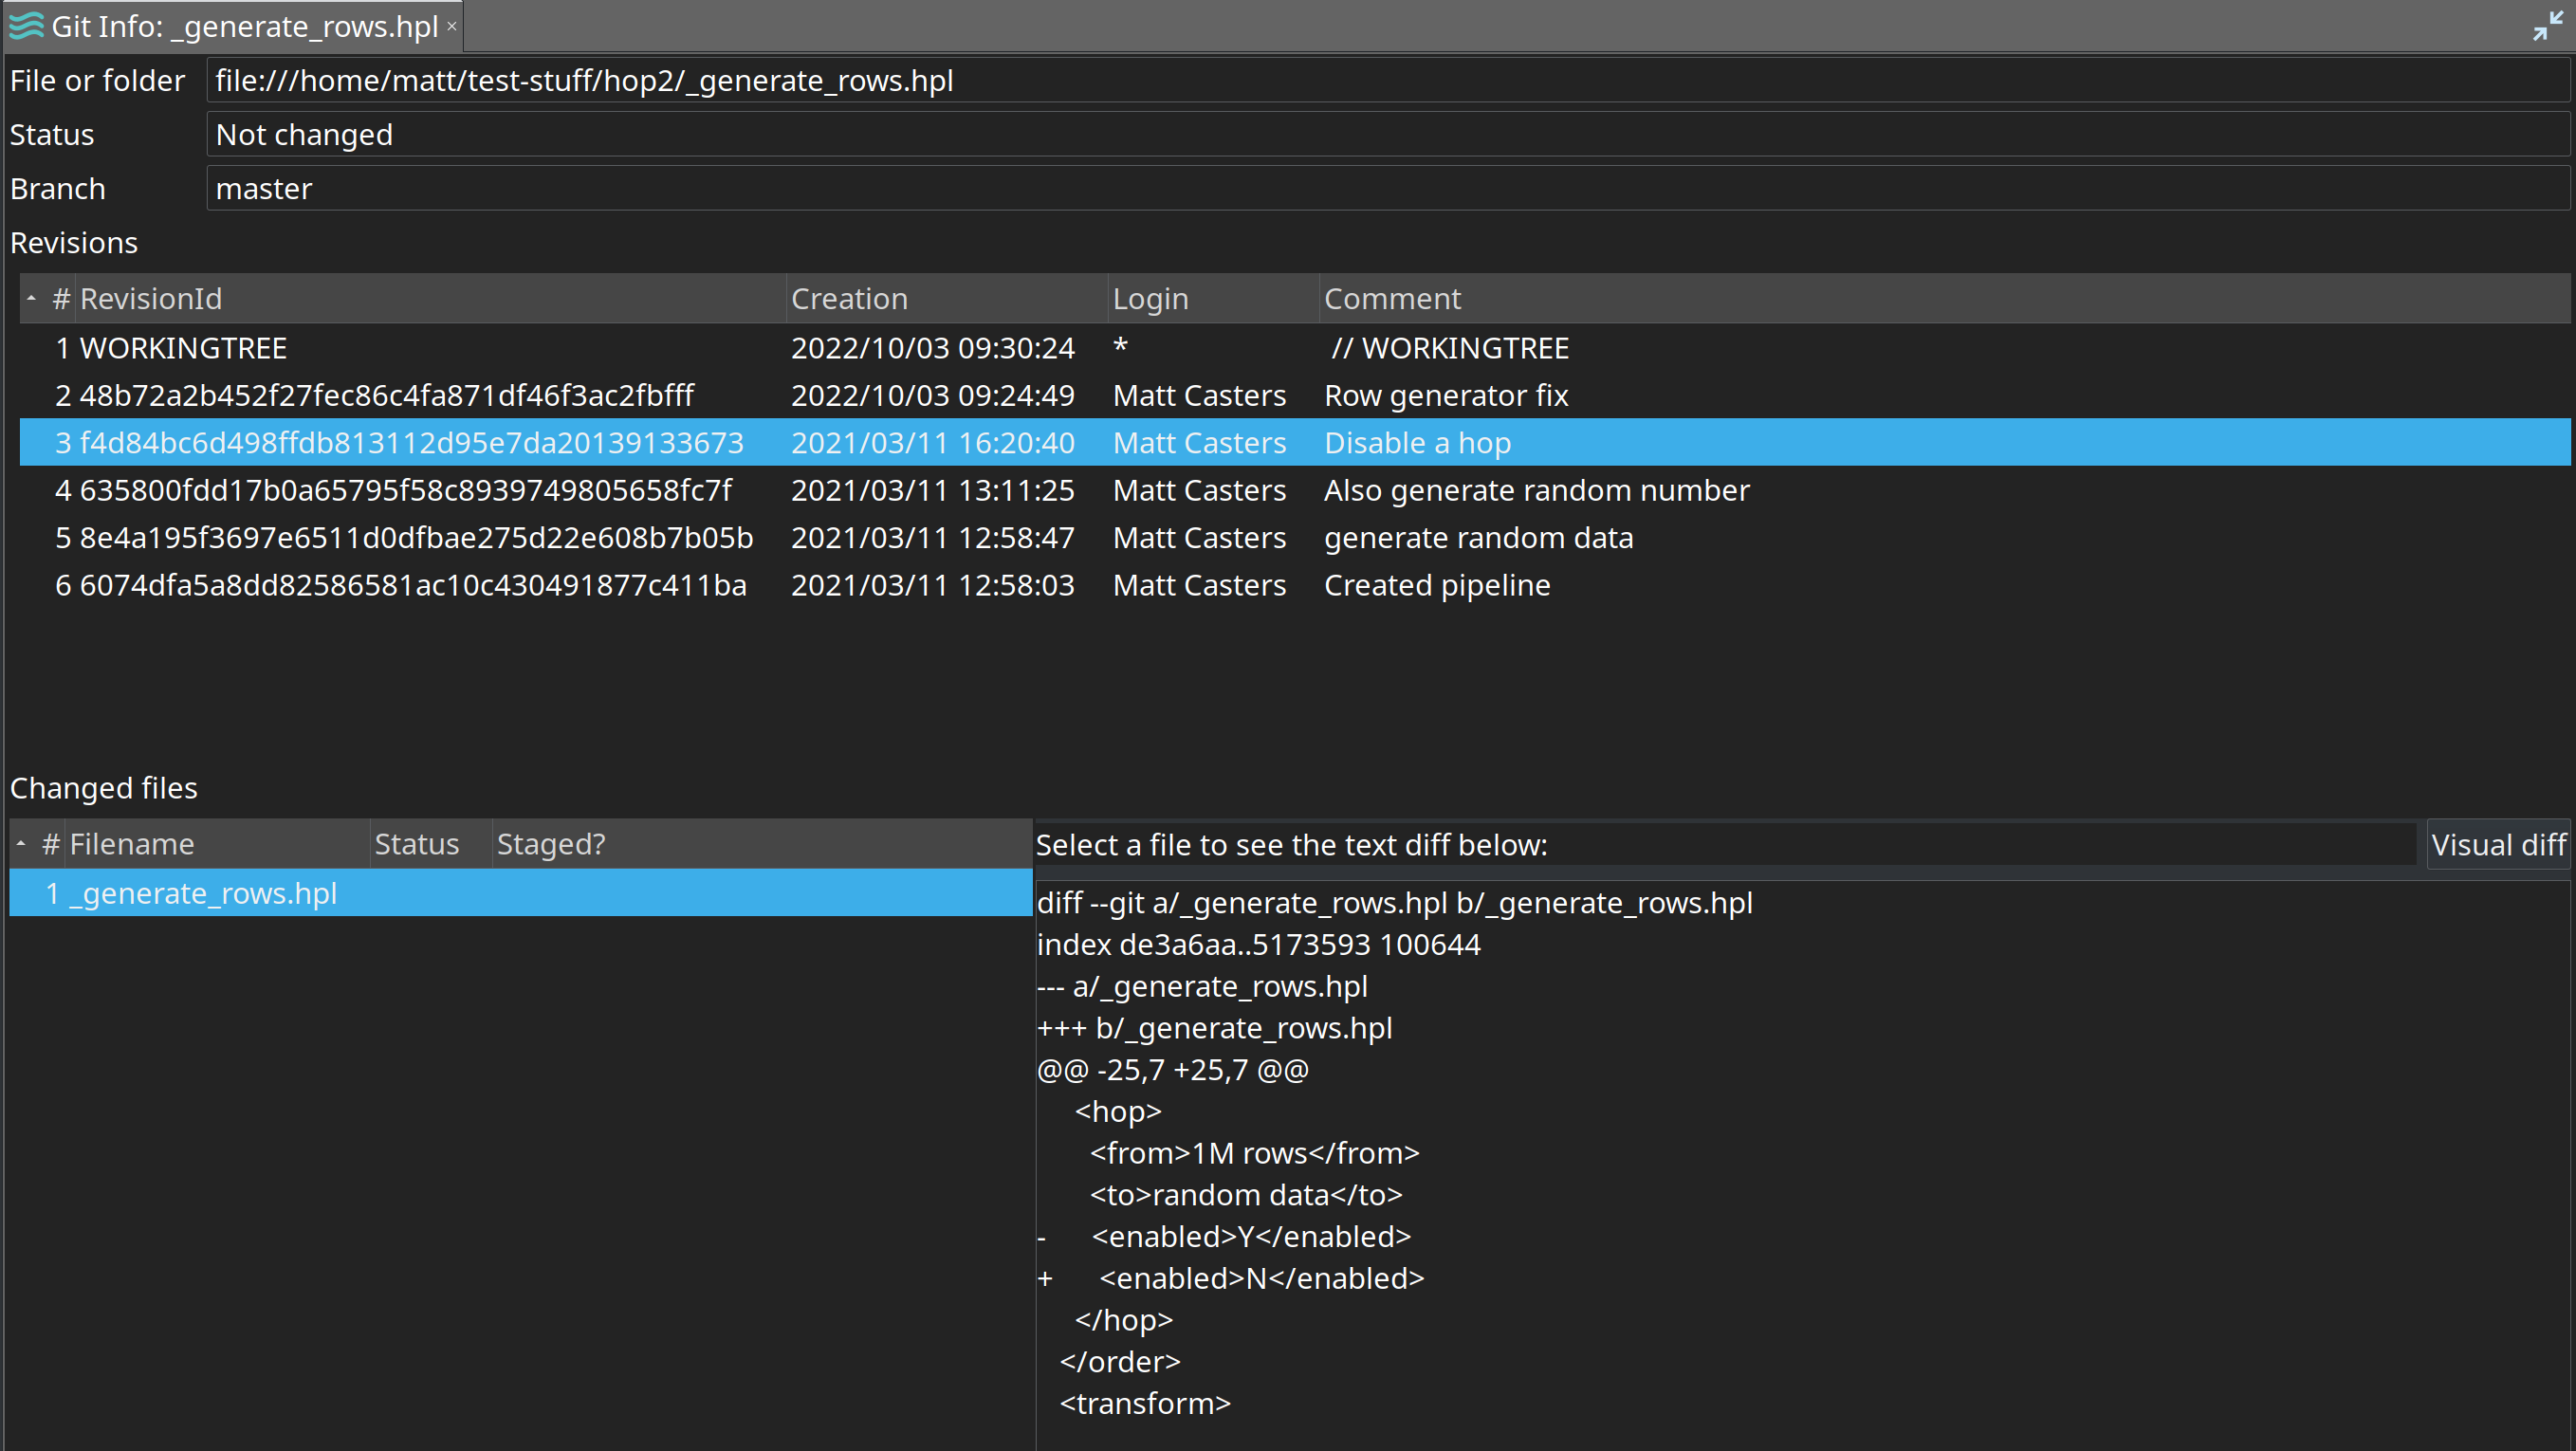 Git Info: _generate_rows.hpl ×
File or folder file:///home/matt/test-stuff/hop2/_generate_rows.hpl
Status Not changed
Branch master
Revisions
# RevisionId Creation Login Comment
1 WORKINGTREE 2022/10/03 09:30:24 * // WORKINGTREE
2 48b72a2b452f27fec86c4fa871df46f3ac2fbfff 2022/10/03 09:24:49 Matt Casters Row generator fix
3 f4d84bc6d498ffdb813112d95e7da20139133673 2021/03/11 16:20:40 Matt Casters Disable a hop
4 635800fdd17b0a65795f58c8939749805658fc7f 2021/03/11 13:11:25 Matt Casters Also generate random number
5 8e4a195f3697e6511d0dfbae275d22e608b7b05b 2021/03/11 12:58:47 Matt Casters generate random data
6 6074dfa5a8dd82586581ac10c430491877c411ba 2021/03/11 12:58:03 Matt Casters Created pipeline
Changed files
# Filename Status Staged?
1 _generate_rows.hpl
Select a file to see the text diff below: Visual diff
diff --git a/_generate_rows.hpl b/_generate_rows.hpl
index de3a6aa..5173593 100644
--- a/_generate_rows.hpl
+++ b/_generate_rows.hpl
@@ -25,7 +25,7 @@
<hop>
<from>1M rows</from>
<to>random data</to>
- <enabled>Y</enabled>
+ <enabled>N</enabled>
</hop>
</order>
<transform>